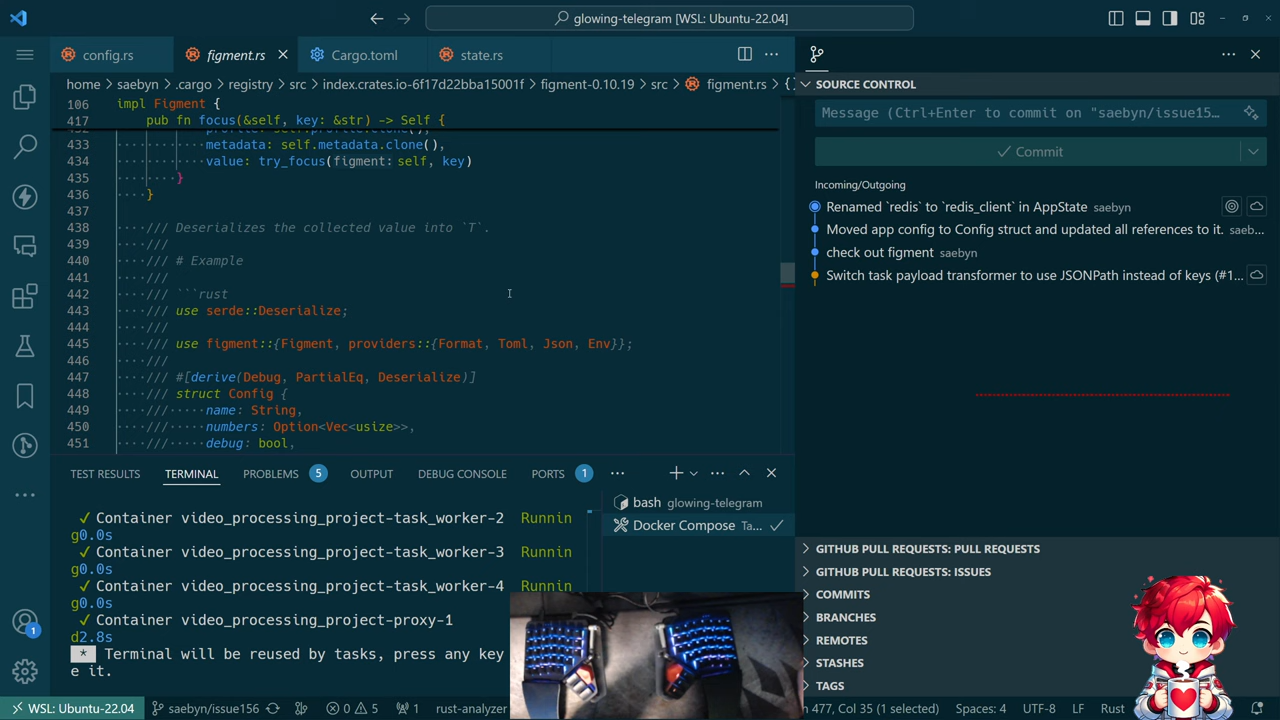 glowing-telegram [WSL: Ubuntu-22.04]
config.rs
figment.rs
Cargo.toml
state.rs
home > saebyn > .cargo > registry > src > index.crates.io-6f17d22bba15001f > figment-0.10.19 > src > figment.rs > {}
106 impl Figment {
417 pub fn focus(&self, key: &str) -> Self {
433 metadata: self.metadata.clone(),
434 value: try_focus(figment: self, key)
435 }
436 }
437
438 /// Deserializes the collected value into `T`.
439 ///
440 /// # Example
441 ///
442 /// ```rust
443 /// use serde::Deserialize;
444 ///
445 /// use figment::{Figment, providers::{Format, Toml, Json, Env}};
446 ///
447 /// #[derive(Debug, PartialEq, Deserialize)]
448 /// struct Config {
449 /// name: String,
450 /// numbers: Option<Vec<usize>>,
451 /// debug: bool,
TEST RESULTS
TERMINAL
PROBLEMS 5
OUTPUT
DEBUG CONSOLE
PORTS 1
✓ Container video_processing_project-task_worker-2 Runnin
g0.0s
✓ Container video_processing_project-task_worker-3 Runnin
g0.0s
✓ Container video_processing_project-task_worker-4 Runnin
g0.0s
✓ Container video_processing_project-proxy-1
d2.8s
* Terminal will be reused by tasks, press any key
e it.
bash glowing-telegram
Docker Compose Ta...
SOURCE CONTROL
Message (Ctrl+Enter to commit on "saebyn/issue15…
Commit
Incoming/Outgoing
Renamed `redis` to `redis_client` in AppState saebyn
Moved app config to Config struct and updated all references to it. saeb...
check out figment saebyn
Switch task payload transformer to use JSONPath instead of keys (#1...
GITHUB PULL REQUESTS: PULL REQUESTS
GITHUB PULL REQUESTS: ISSUES
COMMITS
BRANCHES
REMOTES
STASHES
TAGS
1
WSL: Ubuntu-22.04
saebyn/issue156
0
5
1
rust-analyzer
n 477, Col 35 (1 selected)
Spaces: 4
UTF-8
LF
Rust